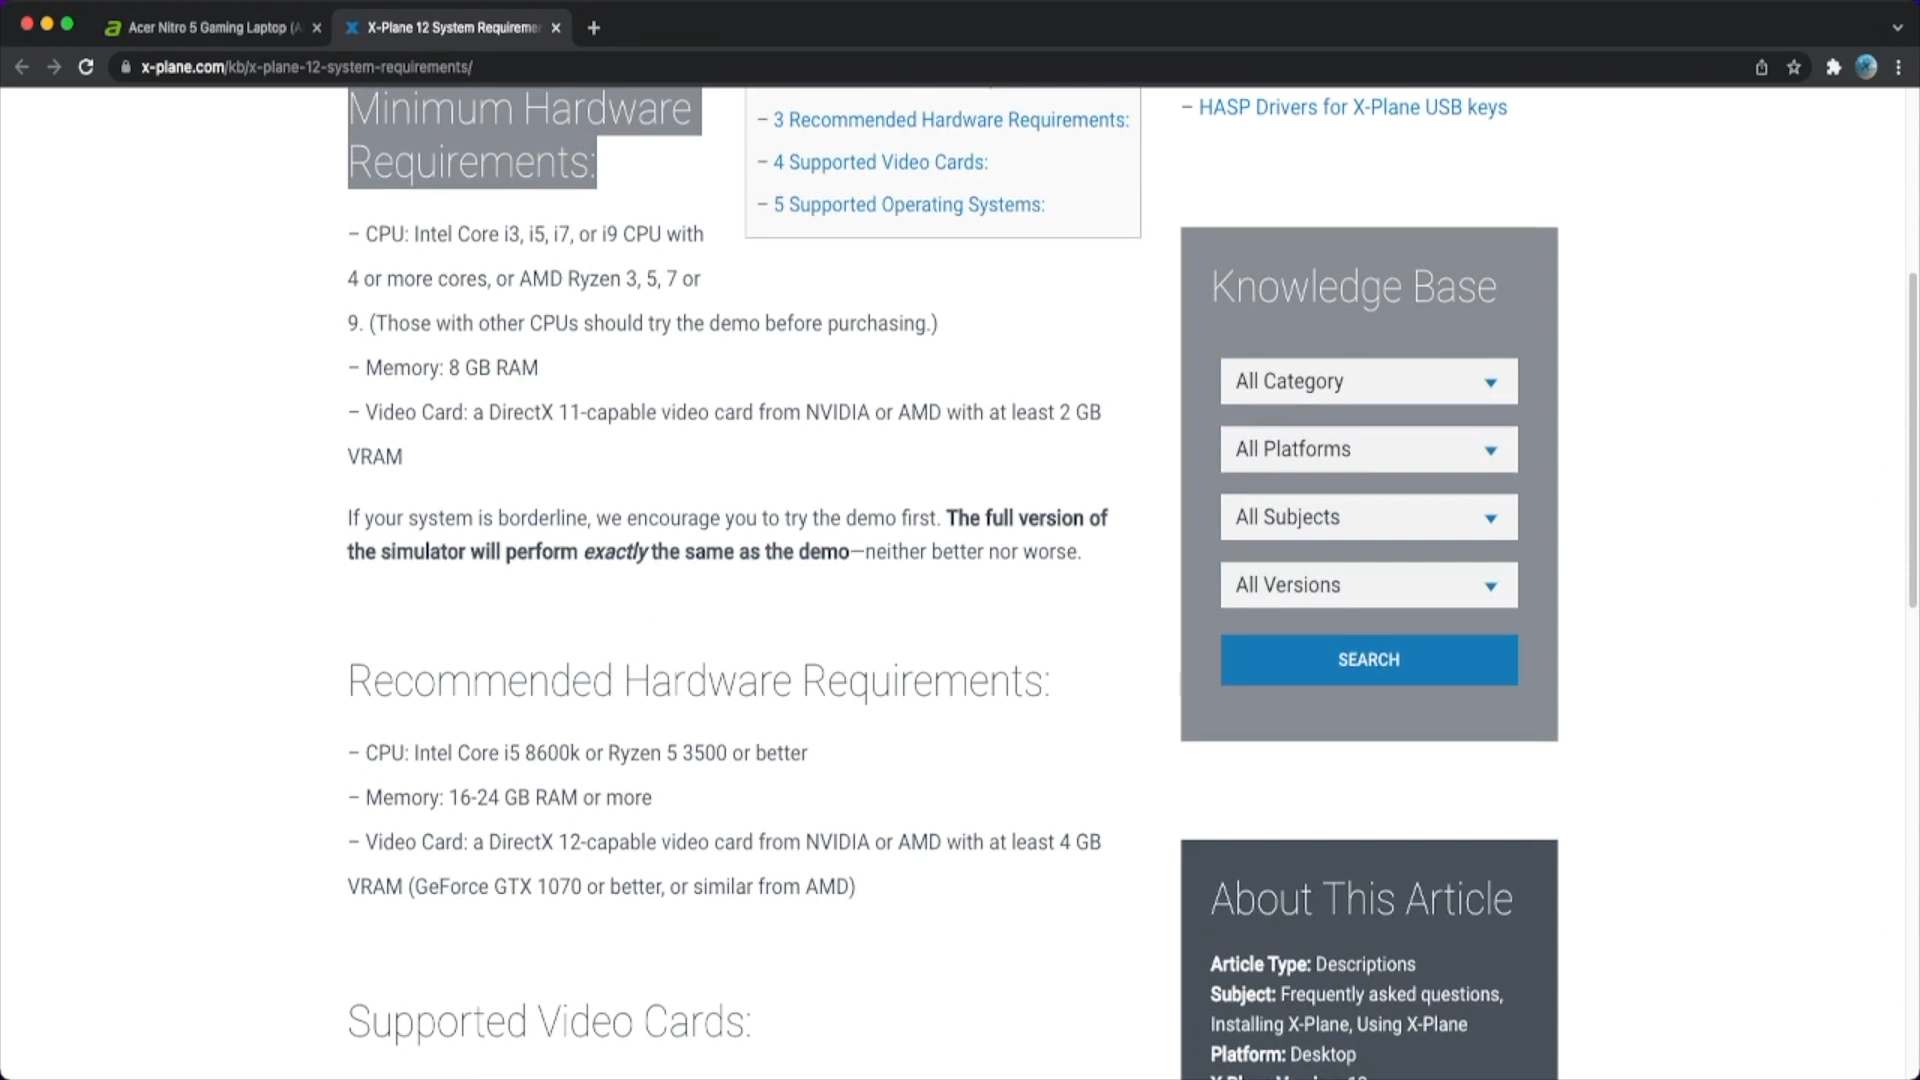 Acer Nitro 5 Gaming Laptop (A
X-Plane 12 System Requireme
x-plane.com/kb/x-plane-12-system-requirements/
Minimum Hardware
Requirements:
– CPU: Intel Core i3, i5, i7, or i9 CPU with
4 or more cores, or AMD Ryzen 3, 5, 7 or
9. (Those with other CPUs should try the demo before purchasing.)
– Memory: 8 GB RAM
– Video Card: a DirectX 11-capable video card from NVIDIA or AMD with at least 2 GB
VRAM
If your system is borderline, we encourage you to try the demo first. The full version of
the simulator will perform exactly the same as the demo—neither better nor worse.
Recommended Hardware Requirements:
– CPU: Intel Core i5 8600k or Ryzen 5 3500 or better
– Memory: 16-24 GB RAM or more
– Video Card: a DirectX 12-capable video card from NVIDIA or AMD with at least 4 GB
VRAM (GeForce GTX 1070 or better, or similar from AMD)
Supported Video Cards:
– 3 Recommended Hardware Requirements:
– 4 Supported Video Cards:
– 5 Supported Operating Systems:
– HASP Drivers for X-Plane USB keys
Knowledge Base
All Category
All Platforms
All Subjects
All Versions
SEARCH
About This Article
Article Type: Descriptions
Subject: Frequently asked questions,
Installing X-Plane, Using X-Plane
Platform: Desktop